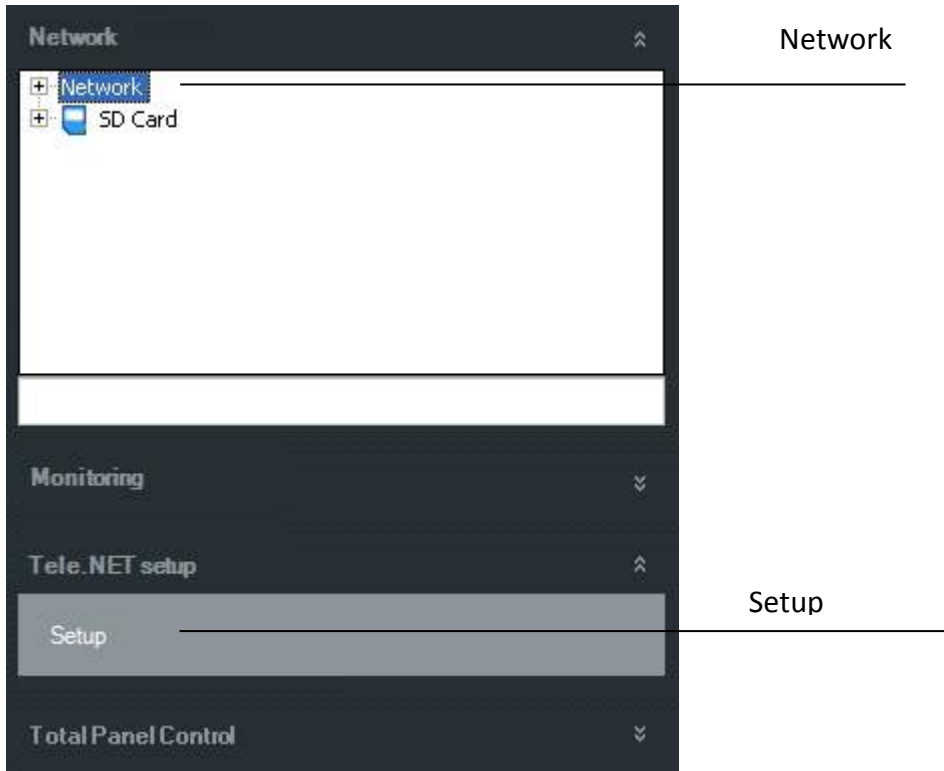 Network
Network
Network
SD Card
Monitoring
Tele.NET setup
Setup
Setup
Total Panel Control